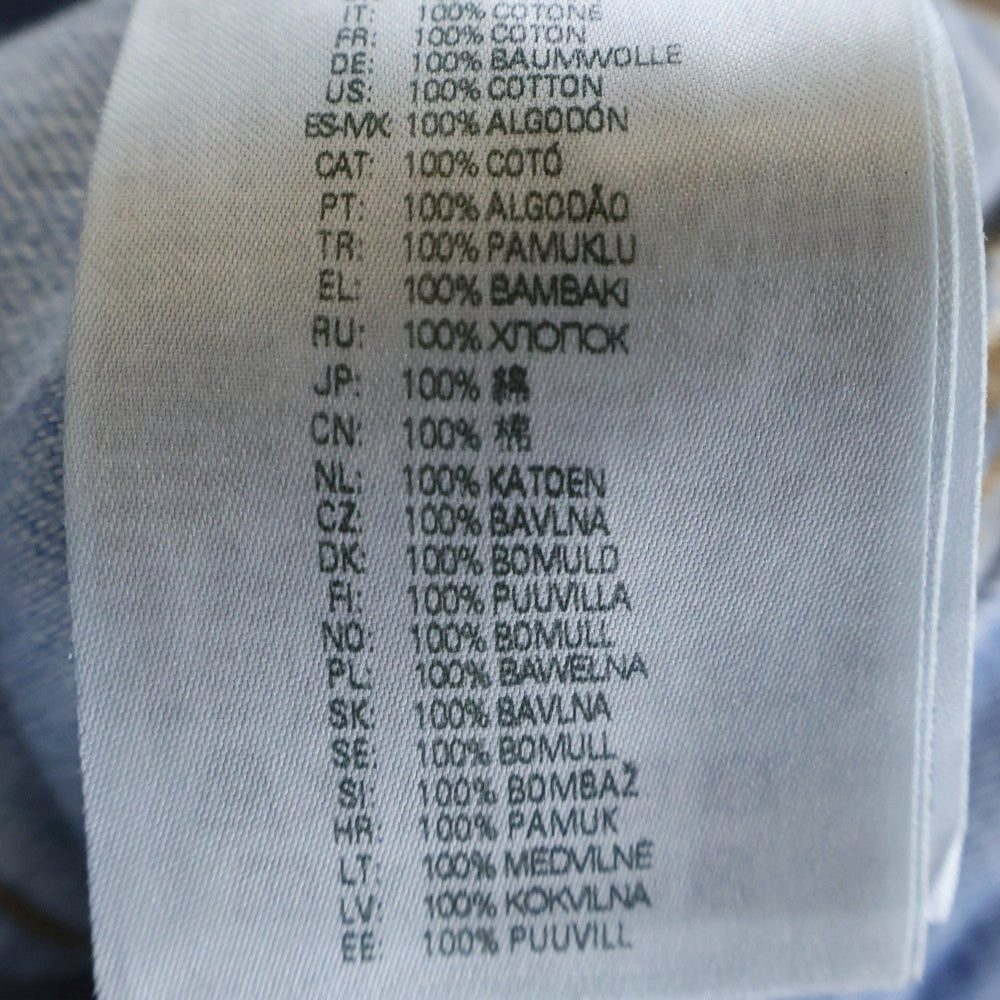 IT: 100% COTONE
FR: 100% COTON
DE: 100% BAUMWOLLE
US: 100% COTTON
ES-MX: 100% ALGODÓN
CAT: 100% COTÓ
PT: 100% ALGODÃO
TR: 100% PAMUKLU
EL: 100% BAMBAKI
RU: 100% ХЛОПОК
JP: 100% 綿
CN: 100% 棉
NL: 100% KATOEN
CZ: 100% BAVLNA
DK: 100% BOMULD
FI: 100% PUUVILLA
NO: 100% BOMULL
PL: 100% BAWEŁNA
SK: 100% BAVLNA
SE: 100% BOMULL
SI: 100% BOMBAŽ
HR: 100% PAMUK
LT: 100% MEDVILNĖ
LV: 100% KOKVILNA
EE: 100% PUUVILL